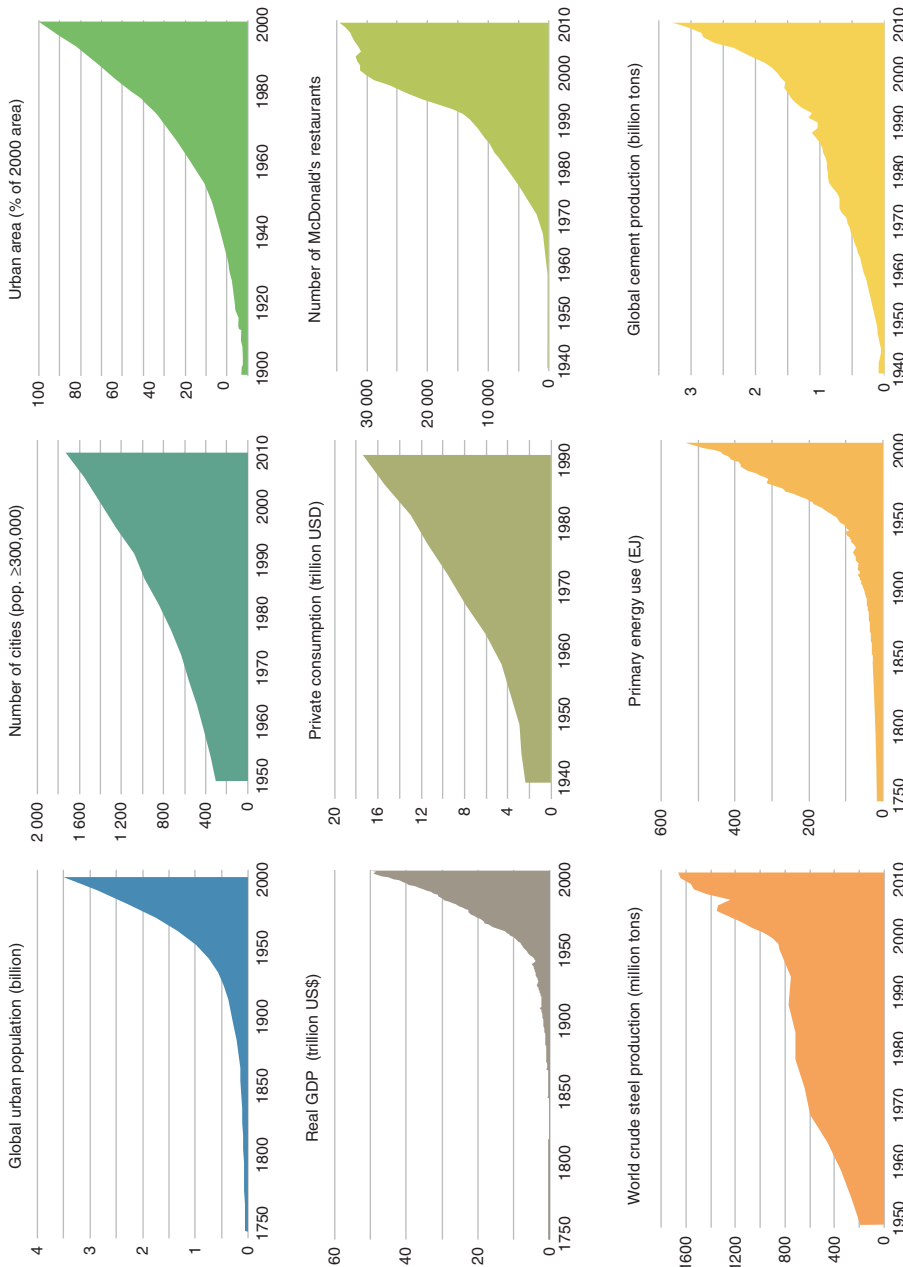 Global urban population (billion)
4
3
2
1
0
1750 1800 1850 1900 1950 2000
Number of cities (pop. ≥300,000)
2 000
1 600
1 200
800
400
0
1950 1960 1970 1980 1990 2000 2010
Urban area (% of 2000 area)
100
80
60
40
20
0
1900 1920 1940 1960 1980 2000
Real GDP (trillion US$)
60
40
20
0
1750 1800 1850 1900 1950 2000
Private consumption (trillion USD)
20
16
12
8
4
0
1940 1950 1960 1970 1980 1990
Number of McDonald's restaurants
30 000
20 000
10 000
0
1940 1950 1960 1970 1980 1990 2000 2010
World crude steel production (million tons)
1600
1200
800
400
0
1950 1960 1970 1980 1990 2000 2010
Primary energy use (EJ)
600
400
200
0
1750 1800 1850 1900 1950 2000
Global cement production (billion tons)
3
2
1
0
1940 1950 1960 1970 1980 1990 2000 2010